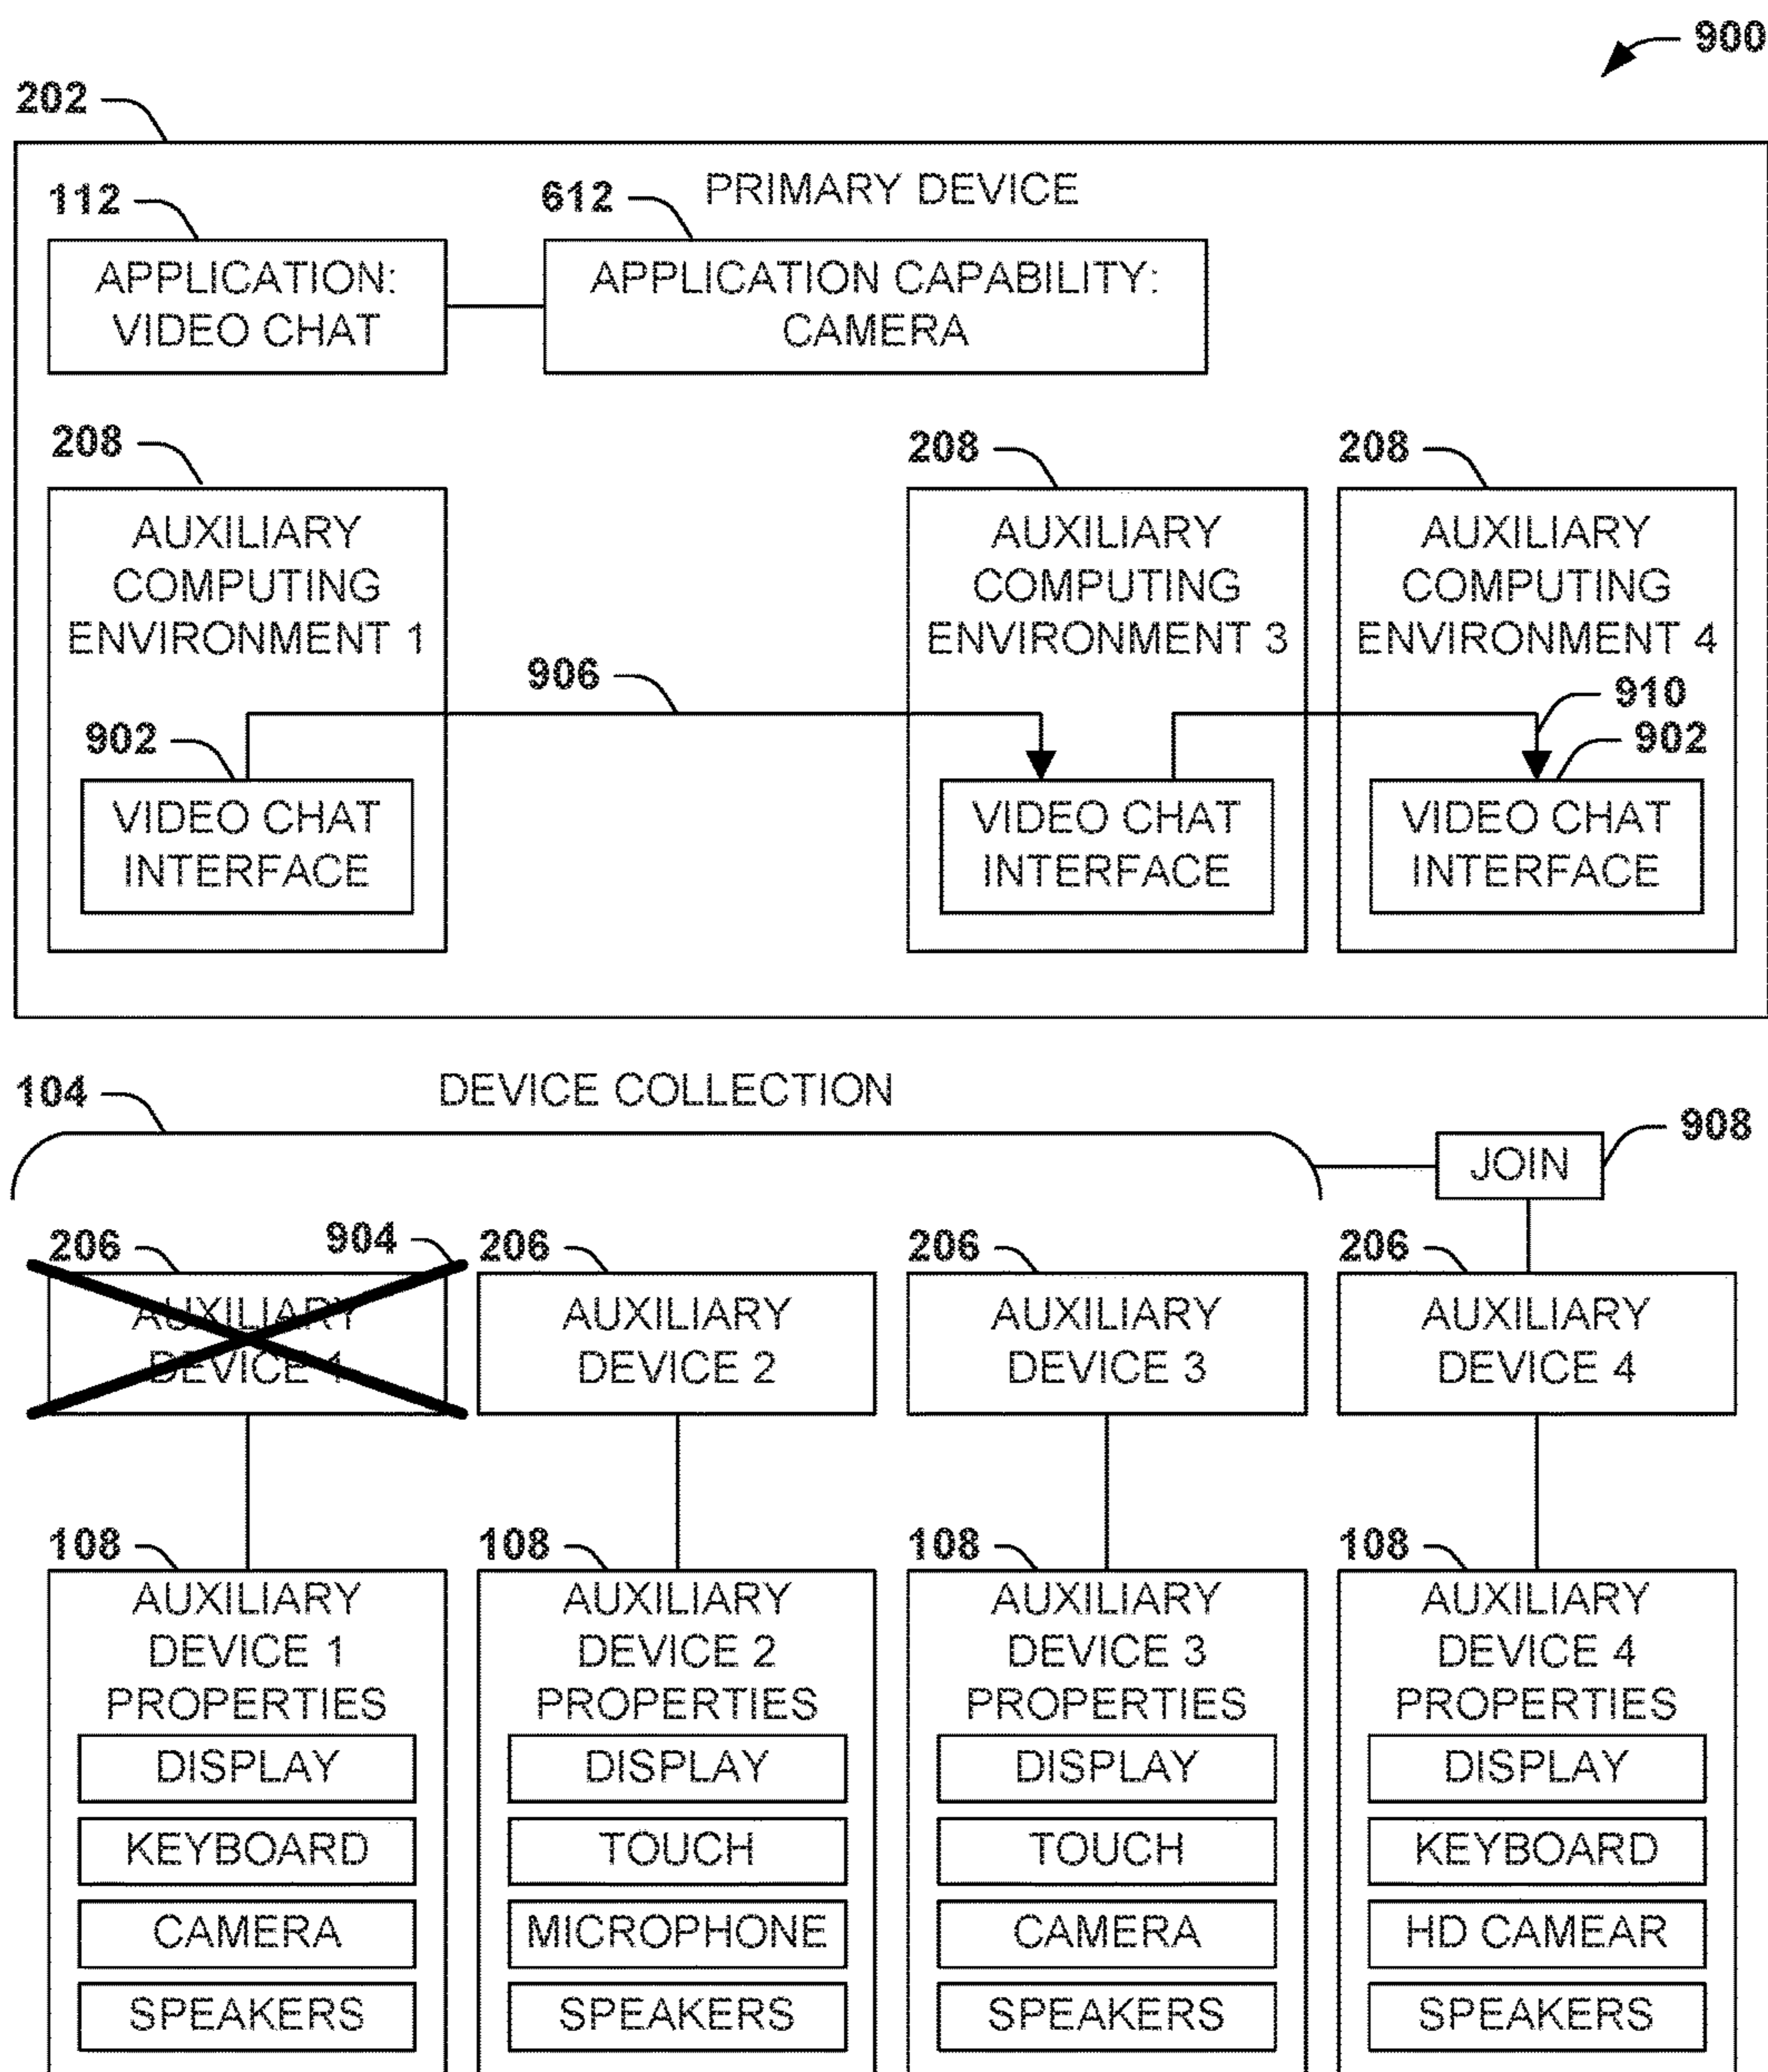 900
202
112
612
PRIMARY DEVICE
APPLICATION:
VIDEO CHAT
APPLICATION CAPABILITY:
CAMERA
208
208
208
AUXILIARY
COMPUTING
ENVIRONMENT 1
AUXILIARY
COMPUTING
ENVIRONMENT 3
AUXILIARY
COMPUTING
ENVIRONMENT 4
906
910
902
902
VIDEO CHAT
INTERFACE
VIDEO CHAT
INTERFACE
VIDEO CHAT
INTERFACE
104
DEVICE COLLECTION
908
JOIN
206
904
206
206
206
AUXILIARY
DEVICE 1
AUXILIARY
DEVICE 2
AUXILIARY
DEVICE 3
AUXILIARY
DEVICE 4
108
108
108
108
AUXILIARY
DEVICE 1
PROPERTIES
DISPLAY
KEYBOARD
CAMERA
SPEAKERS
AUXILIARY
DEVICE 2
PROPERTIES
DISPLAY
TOUCH
MICROPHONE
SPEAKERS
AUXILIARY
DEVICE 3
PROPERTIES
DISPLAY
TOUCH
CAMERA
SPEAKERS
AUXILIARY
DEVICE 4
PROPERTIES
DISPLAY
KEYBOARD
HD CAMEAR
SPEAKERS